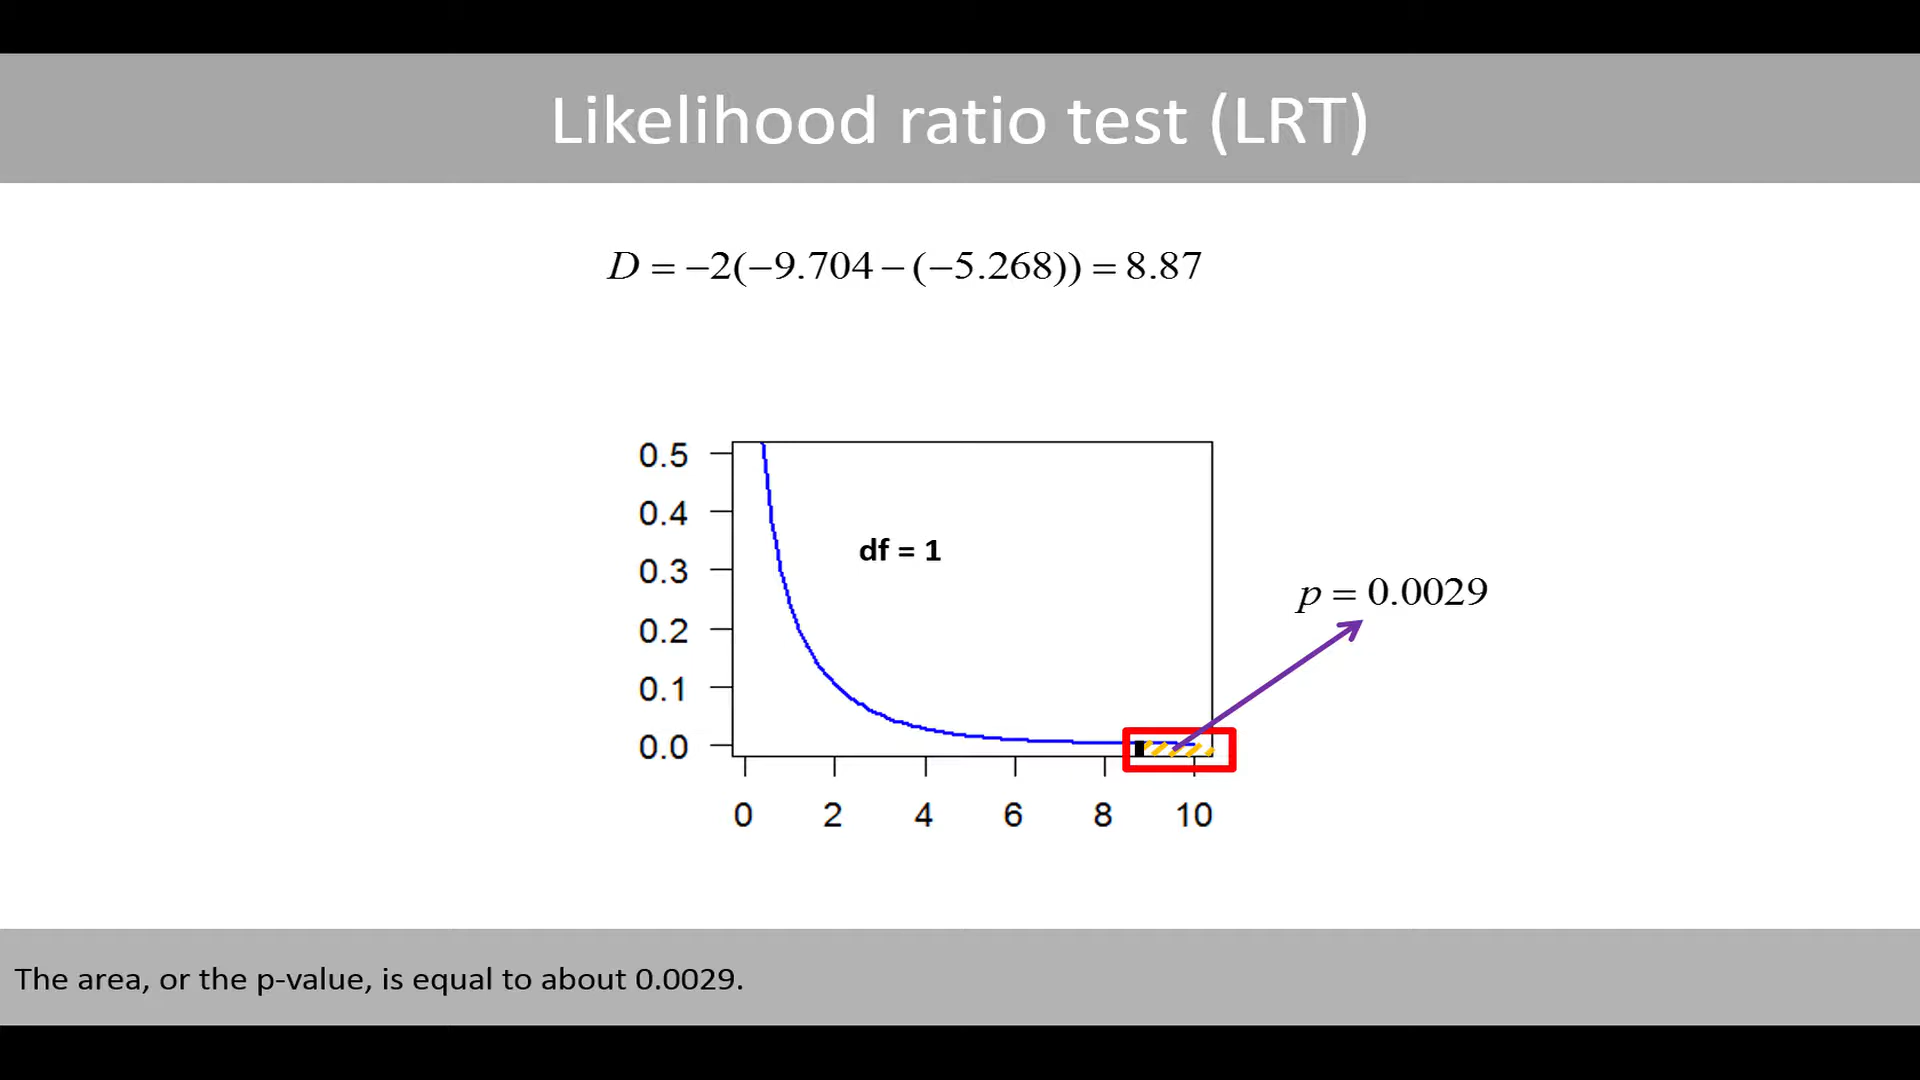 Likelihood ratio test (LRT)
D = −2(−9.704 − (−5.268)) = 8.87
0.5
0.4
0.3
0.2
0.1
0.0
df = 1
p = 0.0029
0 2 4 6 8 10
The area, or the p-value, is equal to about 0.0029.